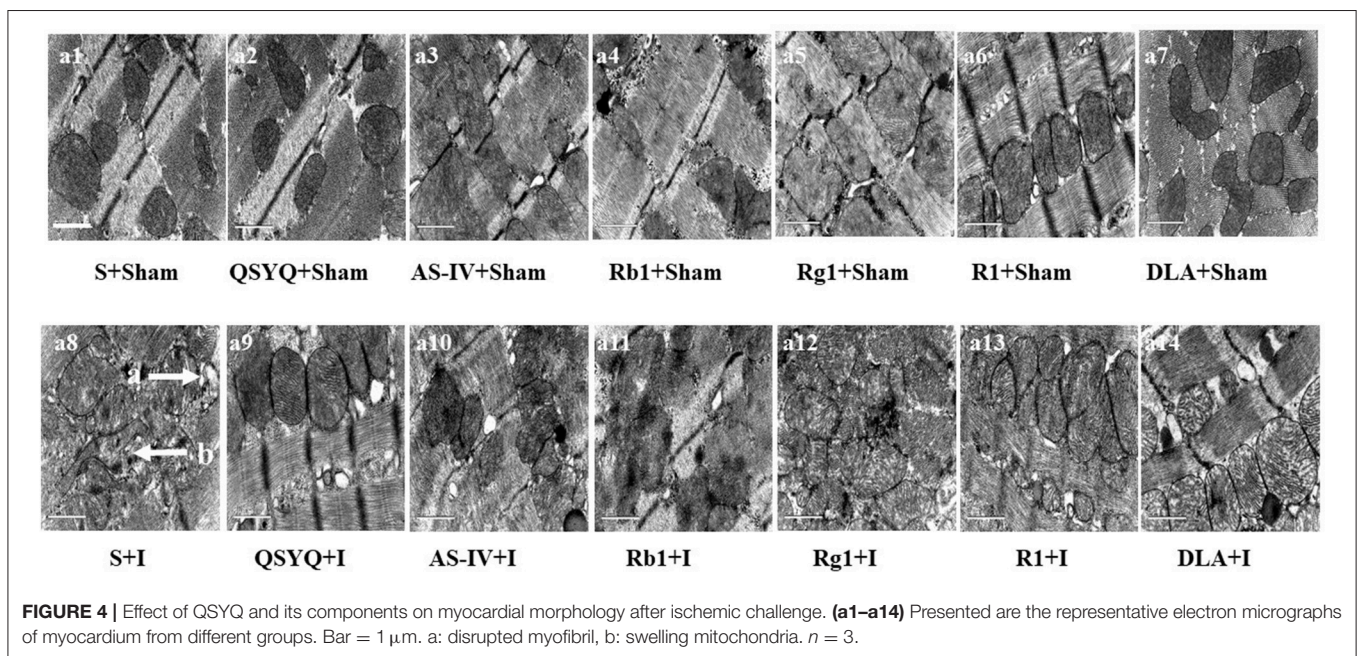 a1 a2 a3 a4 a5 a6 a7
S+Sham QSYQ+Sham AS-IV+Sham Rb1+Sham Rg1+Sham R1+Sham DLA+Sham
a8 a9 a10 a11 a12 a13 a14
a
b
S+I QSYQ+I AS-IV+I Rb1+I Rg1+I R1+I DLA+I
FIGURE 4 | Effect of QSYQ and its components on myocardial morphology after ischemic challenge. (a1–a14) Presented are the representative electron micrographs
of myocardium from different groups. Bar = 1 μm. a: disrupted myofibril, b: swelling mitochondria. n = 3.